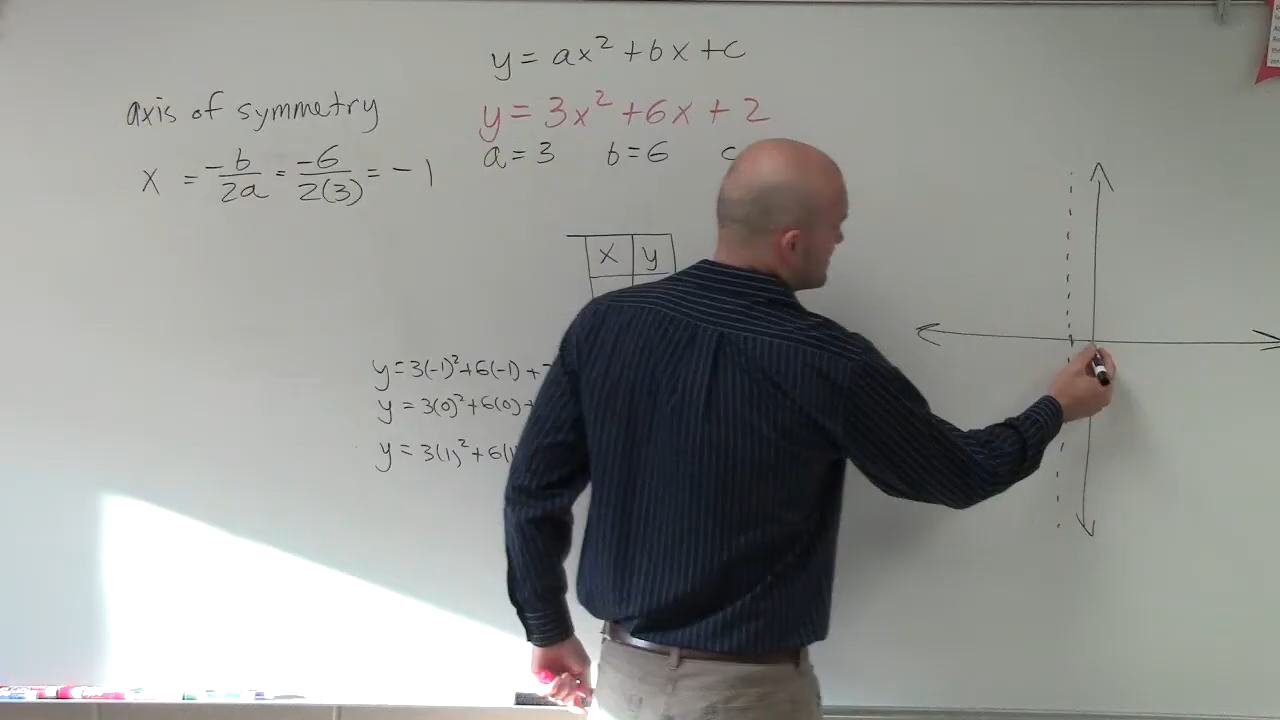 y = ax² + bx + c
axis of symmetry
y = 3x² + 6x + 2
a = 3 b = 6 c
x = -b/2a = -6/2(3) = -1
x y
y = 3(-1)² + 6(-1) +
y = 3(0)² + 6(0) +
y = 3(1)² + 6(1